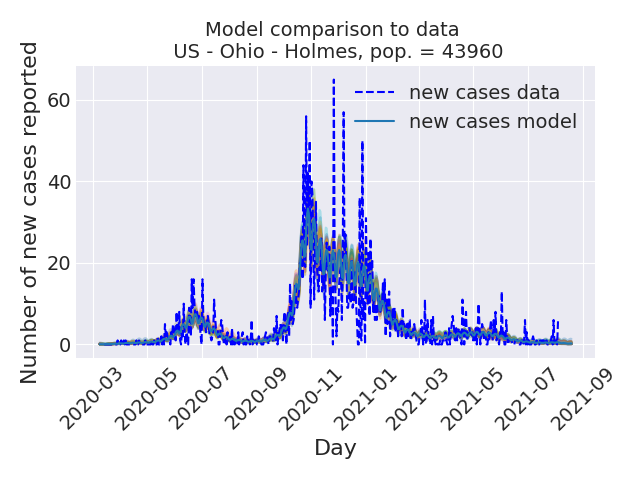 Model comparison to data
US - Ohio - Holmes, pop. = 43960
Number of new cases reported
60
40
20
0
new cases data
new cases model
2020-03
2020-05
2020-07
2020-09
2020-11
2021-01
2021-03
2021-05
2021-07
2021-09
Day